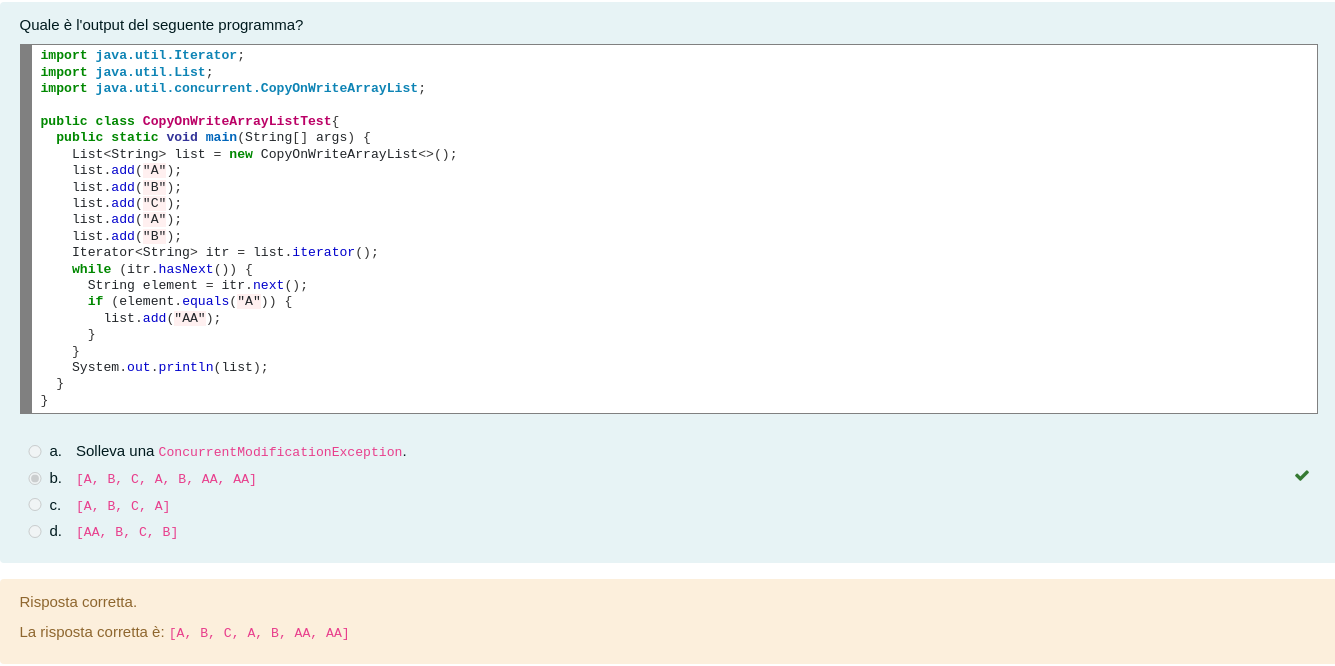 Quale è l'output del seguente programma?
import java.util.Iterator;
import java.util.List;
import java.util.concurrent.CopyOnWriteArrayList;

public class CopyOnWriteArrayListTest{
  public static void main(String[] args) {
    List<String> list = new CopyOnWriteArrayList<>();
    list.add("A");
    list.add("B");
    list.add("C");
    list.add("A");
    list.add("B");
    Iterator<String> itr = list.iterator();
    while (itr.hasNext()) {
      String element = itr.next();
      if (element.equals("A")) {
        list.add("AA");
      }
    }
    System.out.println(list);
  }
}
a. Solleva una ConcurrentModificationException.
b. [A, B, C, A, B, AA, AA]
c. [A, B, C, A]
d. [AA, B, C, B]
Risposta corretta.
La risposta corretta è: [A, B, C, A, B, AA, AA]